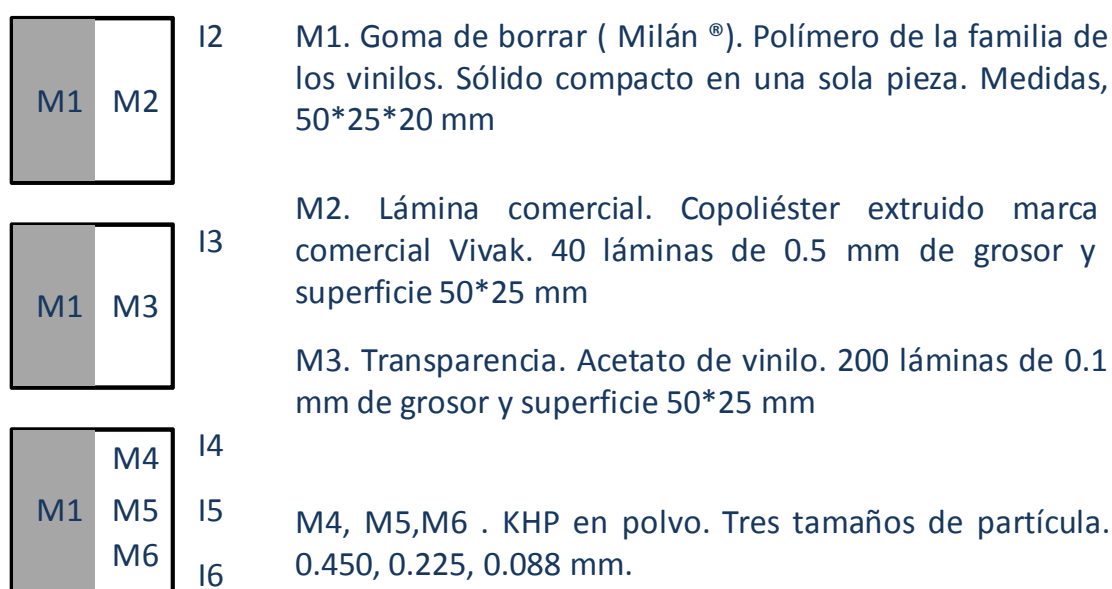 I2
M1 M2
M1. Goma de borrar ( Milán ®). Polímero de la familia de
los vinilos. Sólido compacto en una sola pieza. Medidas,
50*25*20 mm
I3
M1 M3
M2. Lámina comercial. Copoliéster extruido marca
comercial Vivak. 40 láminas de 0.5 mm de grosor y
superficie 50*25 mm
M3. Transparencia. Acetato de vinilo. 200 láminas de 0.1
mm de grosor y superficie 50*25 mm
M4 I4
M1 M5 I5
M6 I6
M4, M5,M6 . KHP en polvo. Tres tamaños de partícula.
0.450, 0.225, 0.088 mm.